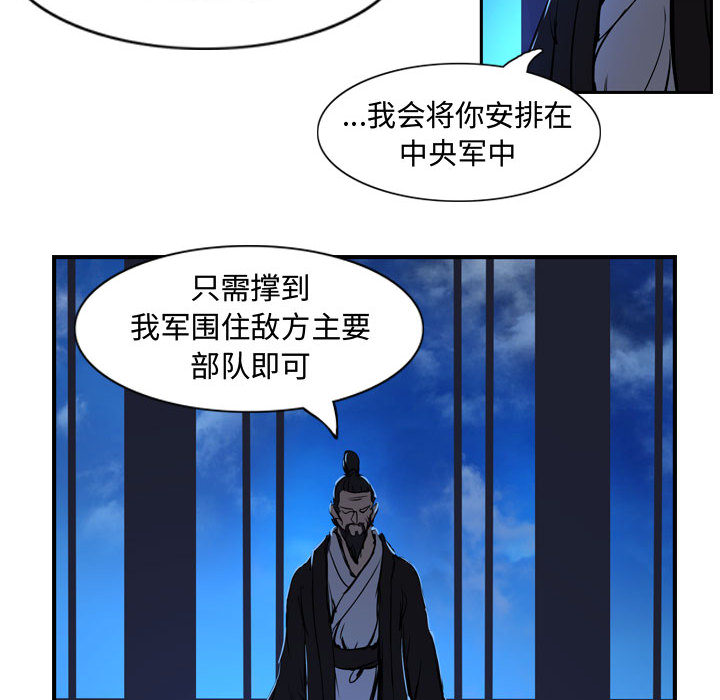 ...我会将你安排在
中央军中
只需撑到
我军围住敌方主要
部队即可